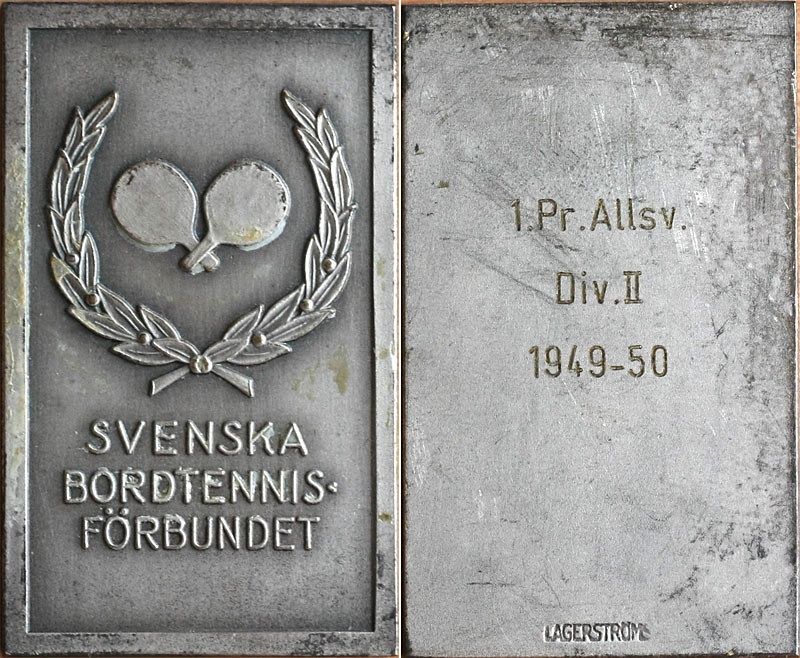 SVENSKA
BORDTENNIS-
FÖRBUNDET
1.Pr.Allsv.
Div.II
1949-50
LAGERSTRÖMS